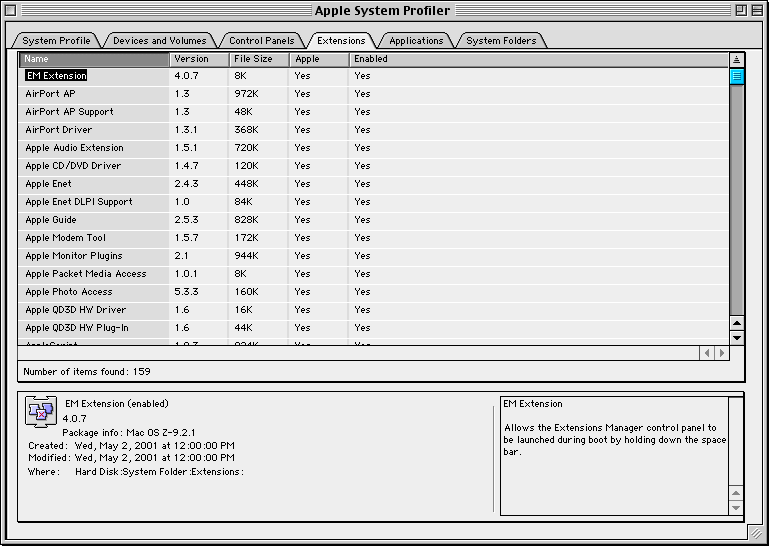 Apple System Profiler
System Profile Devices and Volumes Control Panels Extensions Applications System Folders
Name Version File Size Apple Enabled
EM Extension 4.0.7 8K Yes Yes
AirPort AP 1.3 972K Yes Yes
AirPort AP Support 1.3 48K Yes Yes
AirPort Driver 1.3.1 368K Yes Yes
Apple Audio Extension 1.5.1 720K Yes Yes
Apple CD/DVD Driver 1.4.7 120K Yes Yes
Apple Enet 2.4.3 448K Yes Yes
Apple Enet DLPI Support 1.0 84K Yes Yes
Apple Guide 2.5.3 828K Yes Yes
Apple Modem Tool 1.5.7 172K Yes Yes
Apple Monitor Plugins 2.1 944K Yes Yes
Apple Packet Media Access 1.0.1 8K Yes Yes
Apple Photo Access 5.3.3 160K Yes Yes
Apple QD3D HW Driver 1.6 16K Yes Yes
Apple QD3D HW Plug-In 1.6 44K Yes Yes
Number of items found: 159
EM Extension (enabled)
4.0.7
Package info: Mac OS Z-9.2.1
Created: Wed, May 2, 2001 at 12:00:00 PM
Modified: Wed, May 2, 2001 at 12:00:00 PM
Where: Hard Disk:System Folder:Extensions:
EM Extension
Allows the Extensions Manager control panel to
be launched during boot by holding down the space
bar.